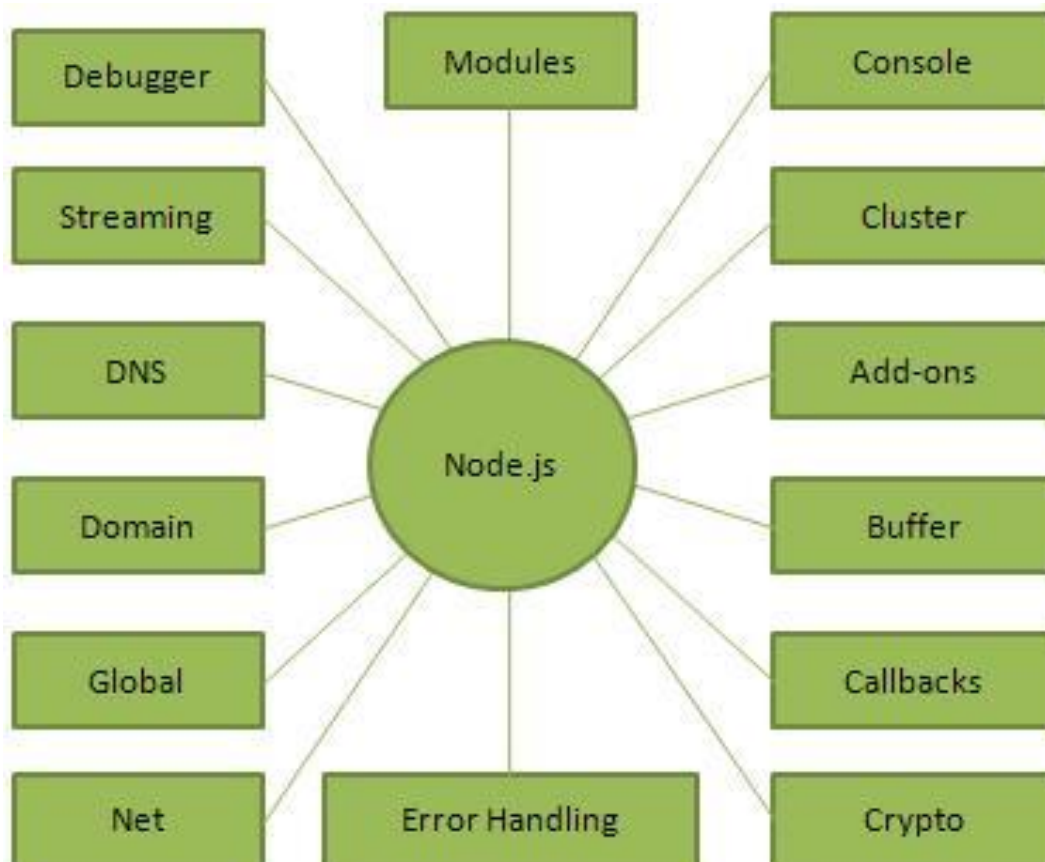 Debugger
Modules
Console
Streaming
Cluster
DNS
Add-ons
Node.js
Domain
Buffer
Global
Callbacks
Net
Error Handling
Crypto